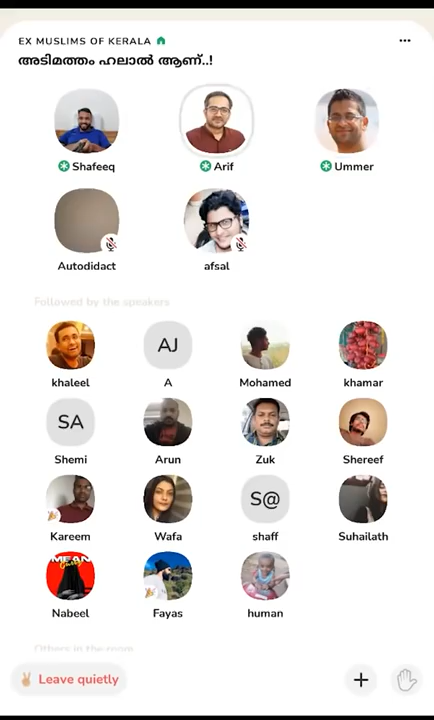 EX MUSLIMS OF KERALA
അടിമത്തം ഹലാൽ ആണ്..!
Shafeeq Arif Ummer
Autodidact afsal
Followed by the speakers
AJ
khaleel A Mohamed khamar
SA
Shemi Arun Zuk Shereef
S@
Kareem Wafa shaff Suhailath
MEAN
Nabeel Fayas human
Others in the room
Leave quietly